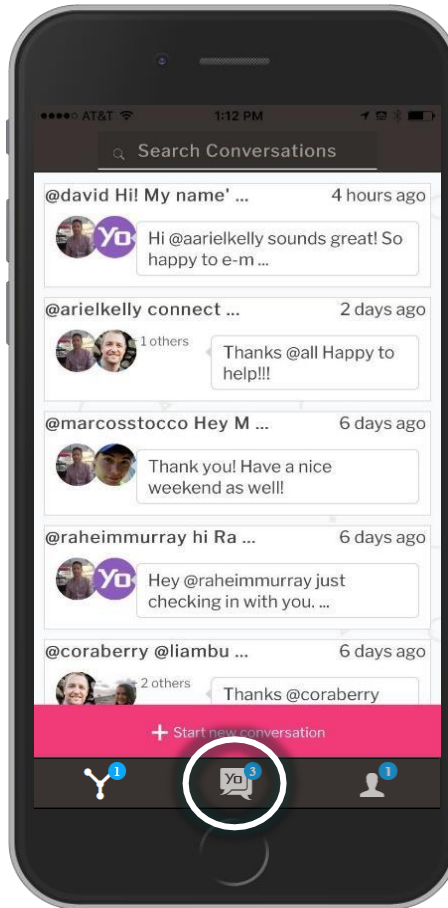 AT&T 1:12 PM
Search Conversations
@david Hi! My name' ... 4 hours ago
Yo
Hi @aarielkelly sounds great! So
happy to e-m ...
@arielkelly connect ... 2 days ago
1 others
Thanks @all Happy to
help!!!
@marcosstocco Hey M ... 6 days ago
Thank you! Have a nice
weekend as well!
@raheimmurray hi Ra ... 6 days ago
Yo
Hey @raheimmurray just
checking in with you. ...
@coraberry @liambu ... 6 days ago
2 others
Thanks @coraberry
+ Start new conversation
1 Yo 3 1